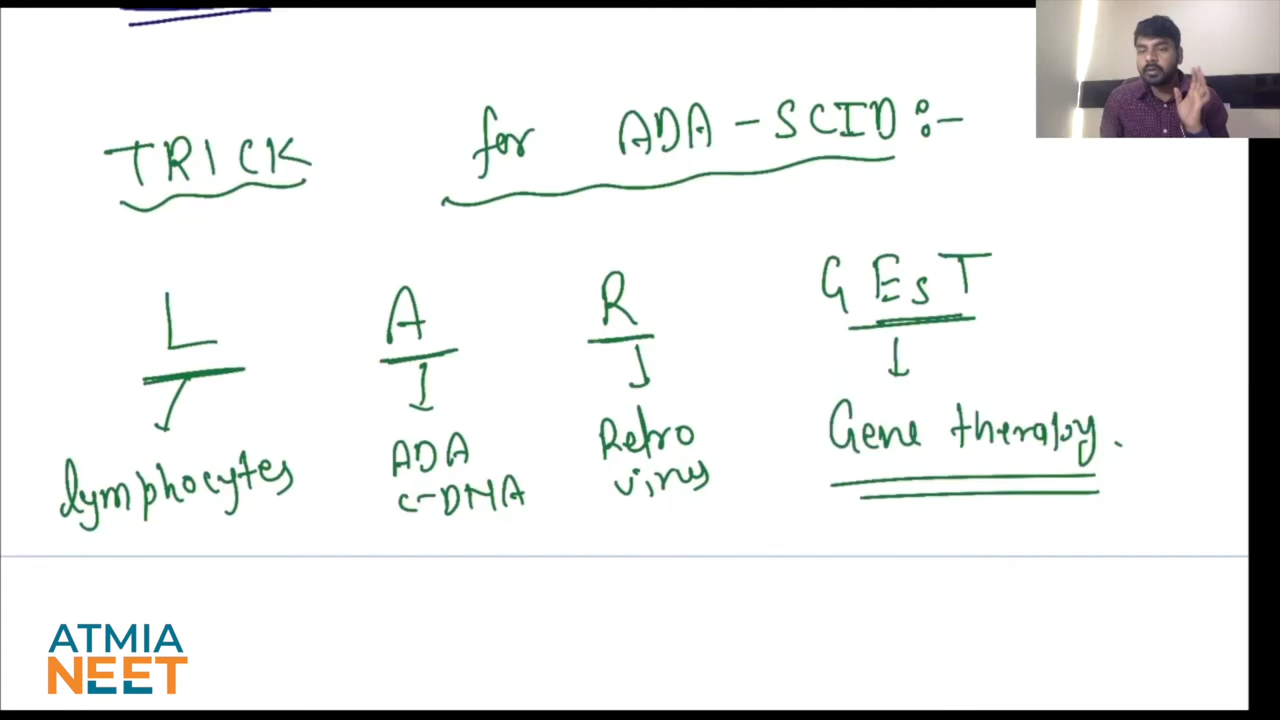 TRICK for ADA-SCID:-
L A R GEsT
lymphocytes ADA c-DNA Retro virus Gene therapy.
ATMIA
NEET